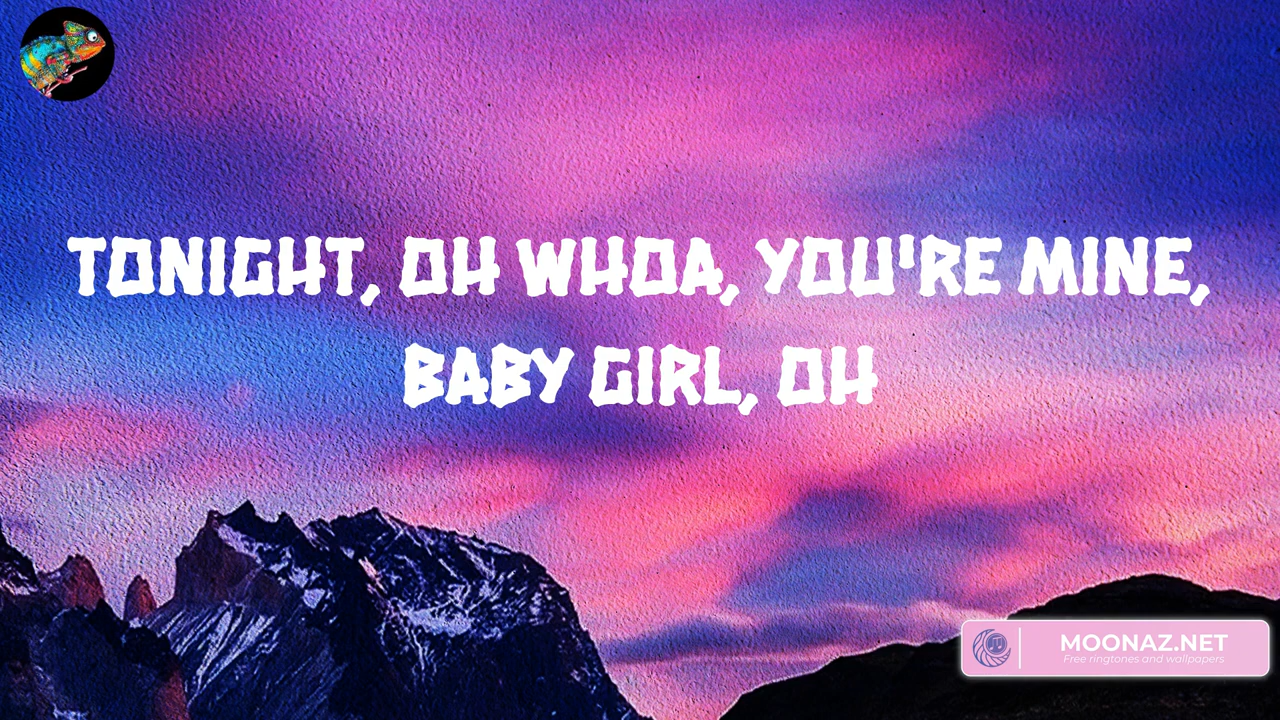 TONIGHT, OH WHOA, YOU'RE MINE,
BABY GIRL, OH
MOONAZ.NET
Free ringtones and wallpapers